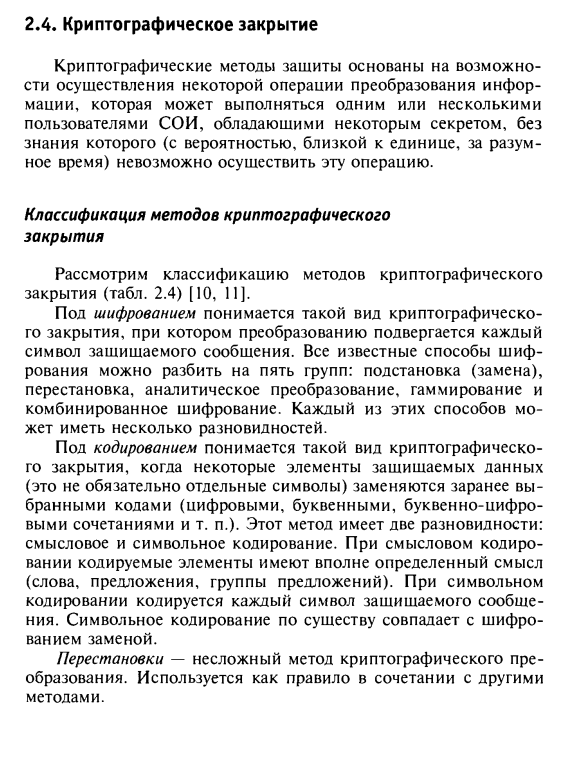 2.4. Криптографическое закрытие
Криптографические методы защиты основаны на возможно-
сти осуществления некоторой операции преобразования инфор-
мации, которая может выполняться одним или несколькими
пользователями СОИ, обладающими некоторым секретом, без
знания которого (с вероятностью, близкой к единице, за разум-
ное время) невозможно осуществить эту операцию.
Классификация методов криптографического
закрытия
Рассмотрим классификацию методов криптографического
закрытия (табл. 2.4) [10, 11].
Под шифрованием понимается такой вид криптографическо-
го закрытия, при котором преобразованию подвергается каждый
символ защищаемого сообщения. Все известные способы шиф-
рования можно разбить на пять групп: подстановка (замена),
перестановка, аналитическое преобразование, гаммирование и
комбинированное шифрование. Каждый из этих способов мо-
жет иметь несколько разновидностей.
Под кодированием понимается такой вид криптографическо-
го закрытия, когда некоторые элементы защищаемых данных
(это не обязательно отдельные символы) заменяются заранее вы-
бранными кодами (цифровыми, буквенными, буквенно-цифро-
выми сочетаниями и т. п.). Этот метод имеет две разновидности:
смысловое и символьное кодирование. При смысловом кодиро-
вании кодируемые элементы имеют вполне определенный смысл
(слова, предложения, группы предложений). При символьном
кодировании кодируется каждый символ защищаемого сообще-
ния. Символьное кодирование по существу совпадает с шифро-
ванием заменой.
Перестановки — несложный метод криптографического пре-
образования. Используется как правило в сочетании с другими
методами.